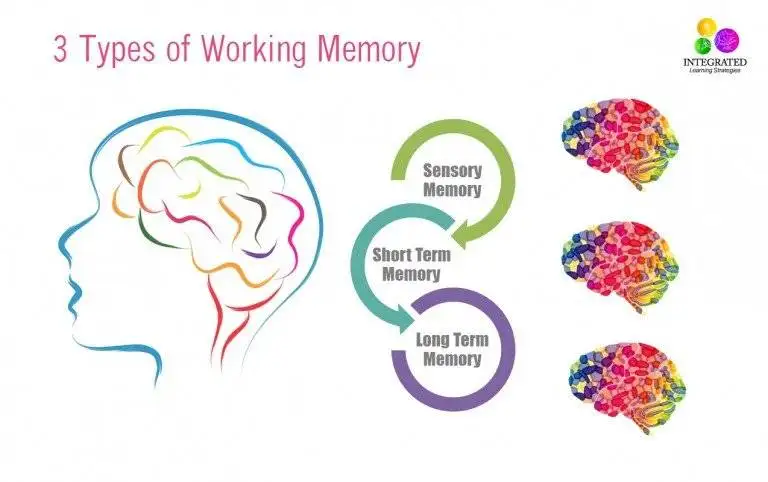 3 Types of Working Memory
INTEGRATED
Learning Strategies
Sensory
Memory
Short Term
Memory
Long Term
Memory